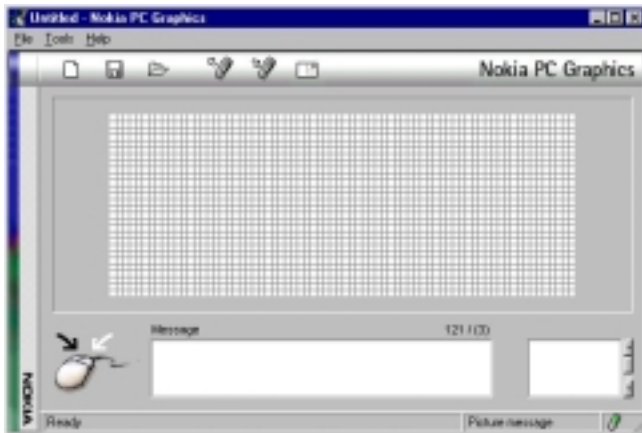 Untitled - Nokia PC Graphics
File Tools Help
Nokia PC Graphics
Message 121 / (3)
NOKIA
Ready Picture message